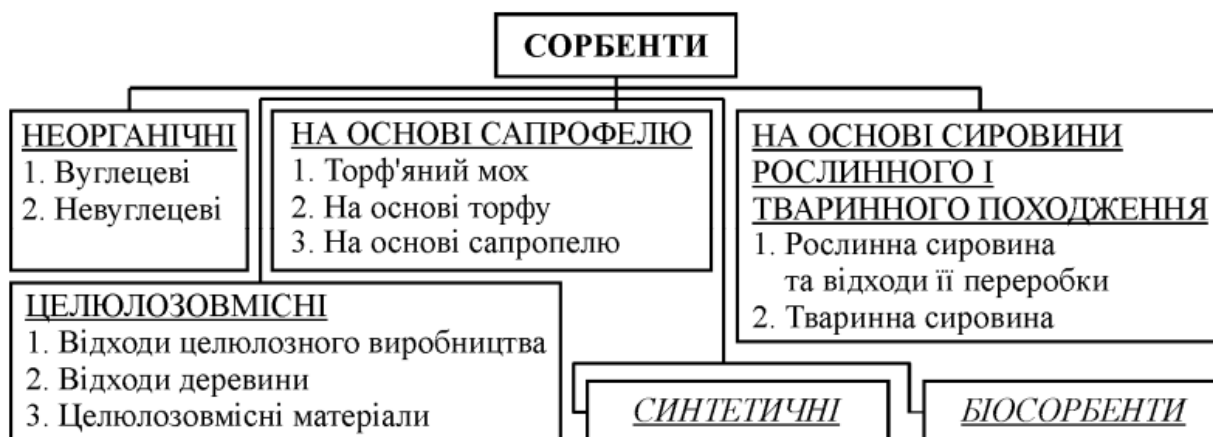 СОРБЕНТИ
НЕОРГАНІЧНІ
1. Вуглецеві
2. Невуглецеві
НА ОСНОВІ САПРОФЕЛЮ
1. Торф'яний мох
2. На основі торфу
3. На основі сапропелю
НА ОСНОВІ СИРОВИНИ
РОСЛИННОГО І
ТВАРИННОГО ПОХОДЖЕННЯ
1. Рослинна сировина
та відходи її переробки
2. Тваринна сировина
ЦЕЛЮЛОЗОВМІСНІ
1. Відходи целюлозного виробництва
2. Відходи деревини
3. Целюлозовмісні матеріали
СИНТЕТИЧНІ
БІОСОРБЕНТИ